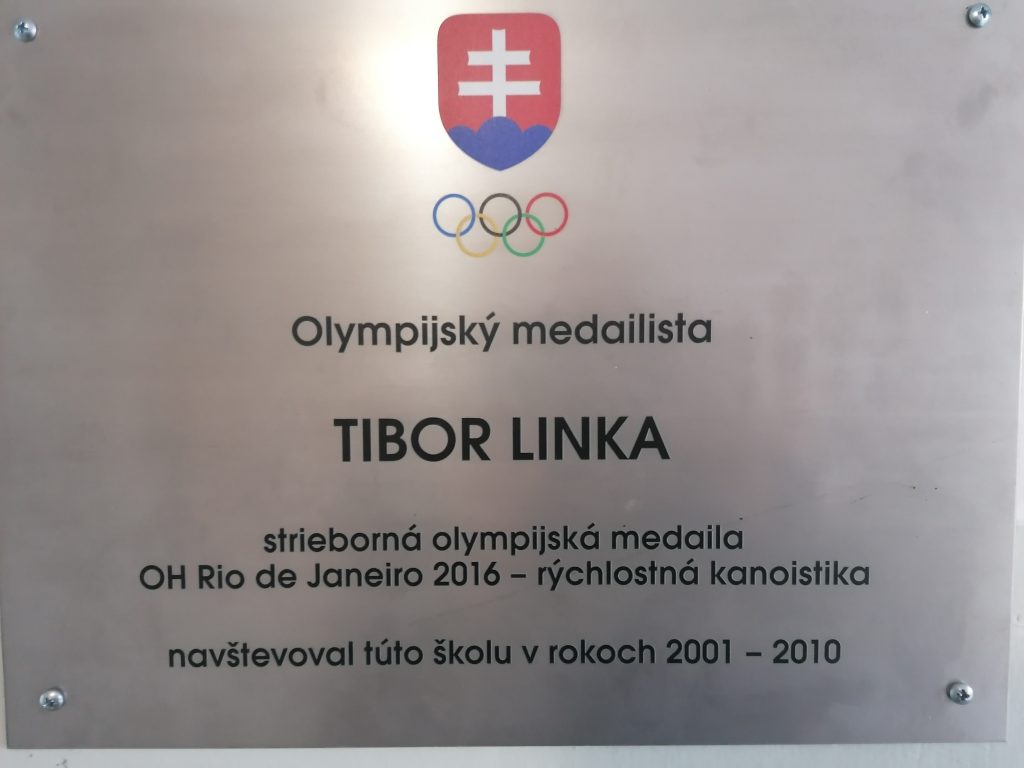 Olympijský medailista
TIBOR LINKA
strieborná olympijská medaila
OH Rio de Janeiro 2016 – rýchlostná kanoistika
navštevoval túto školu v rokoch 2001 – 2010